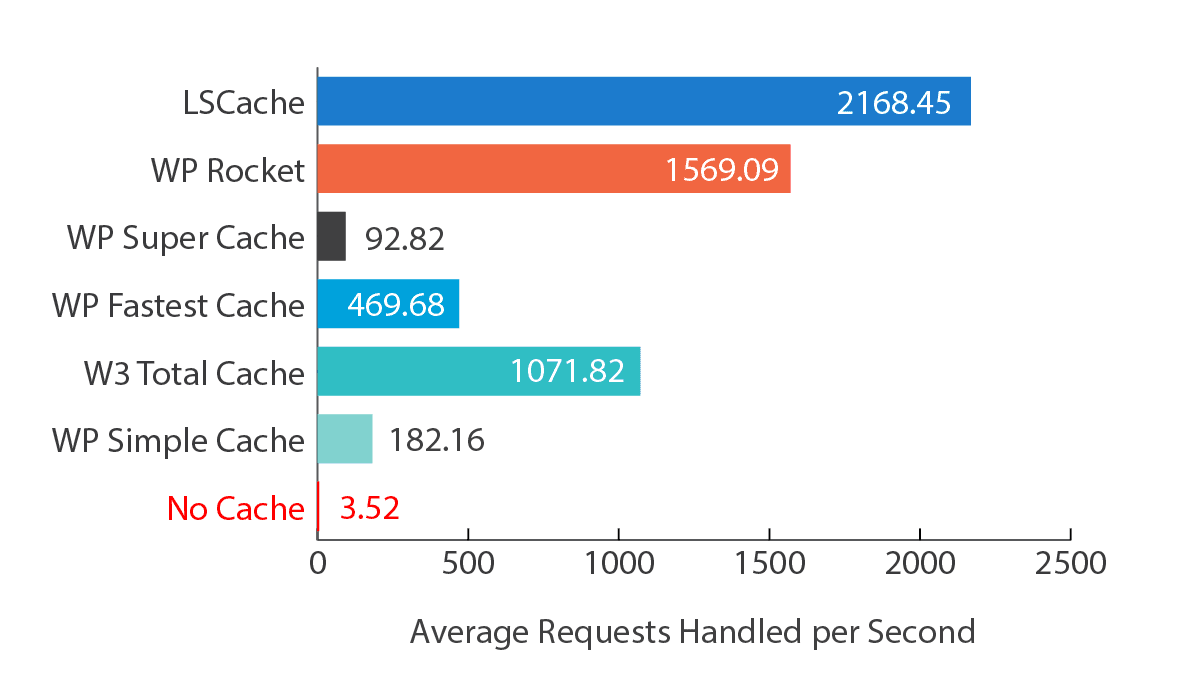 LSCache 2168.45
WP Rocket 1569.09
WP Super Cache 92.82
WP Fastest Cache 469.68
W3 Total Cache 1071.82
WP Simple Cache 182.16
No Cache 3.52
0 500 1000 1500 2000 2500
Average Requests Handled per Second